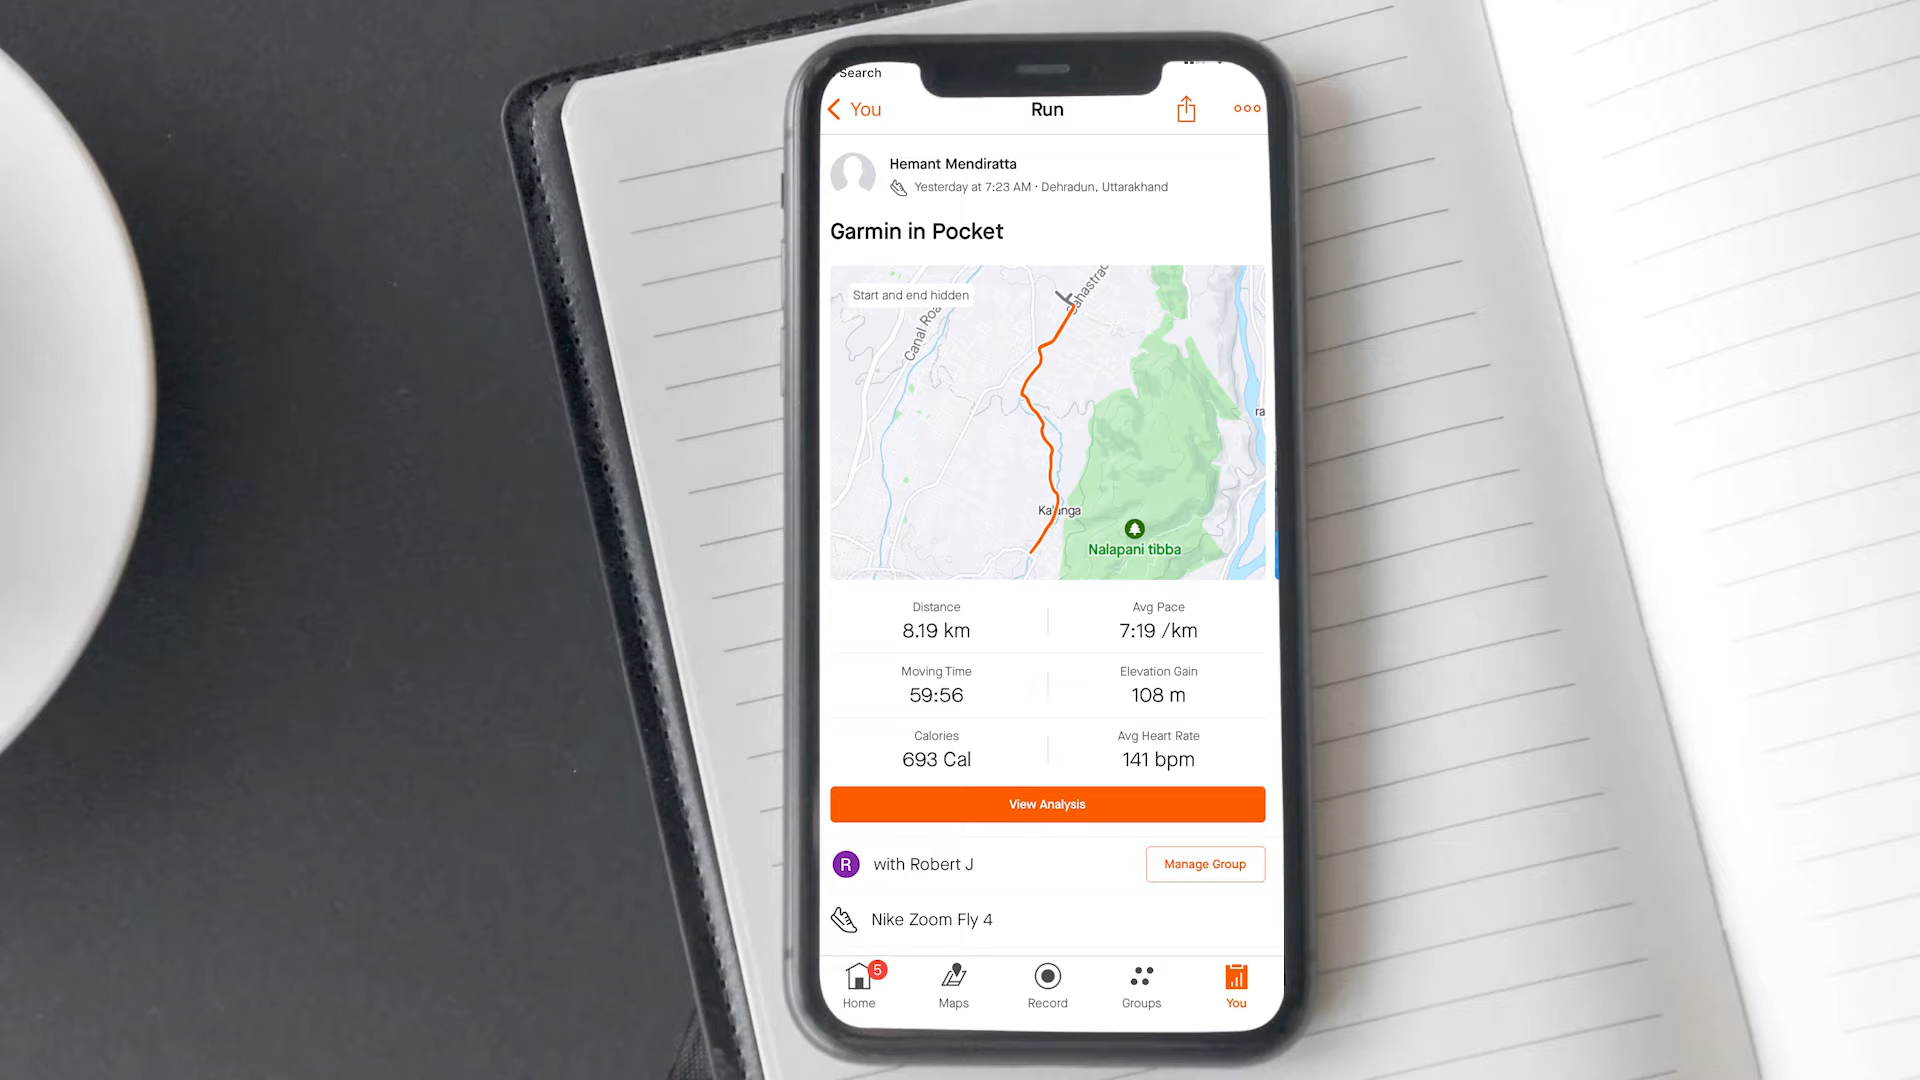 Search
You
Run
Hemant Mendiratta
Yesterday at 7:23 AM · Dehradun, Uttarakhand
Garmin in Pocket
Start and end hidden
Canal Roa
ahastrad
ra
Kalanga
Nalapani tibba
Distance
Avg Pace
8.19 km
7:19 /km
Moving Time
Elevation Gain
59:56
108 m
Calories
Avg Heart Rate
693 Cal
141 bpm
View Analysis
R with Robert J
Manage Group
Nike Zoom Fly 4
5
Home
Maps
Record
Groups
You